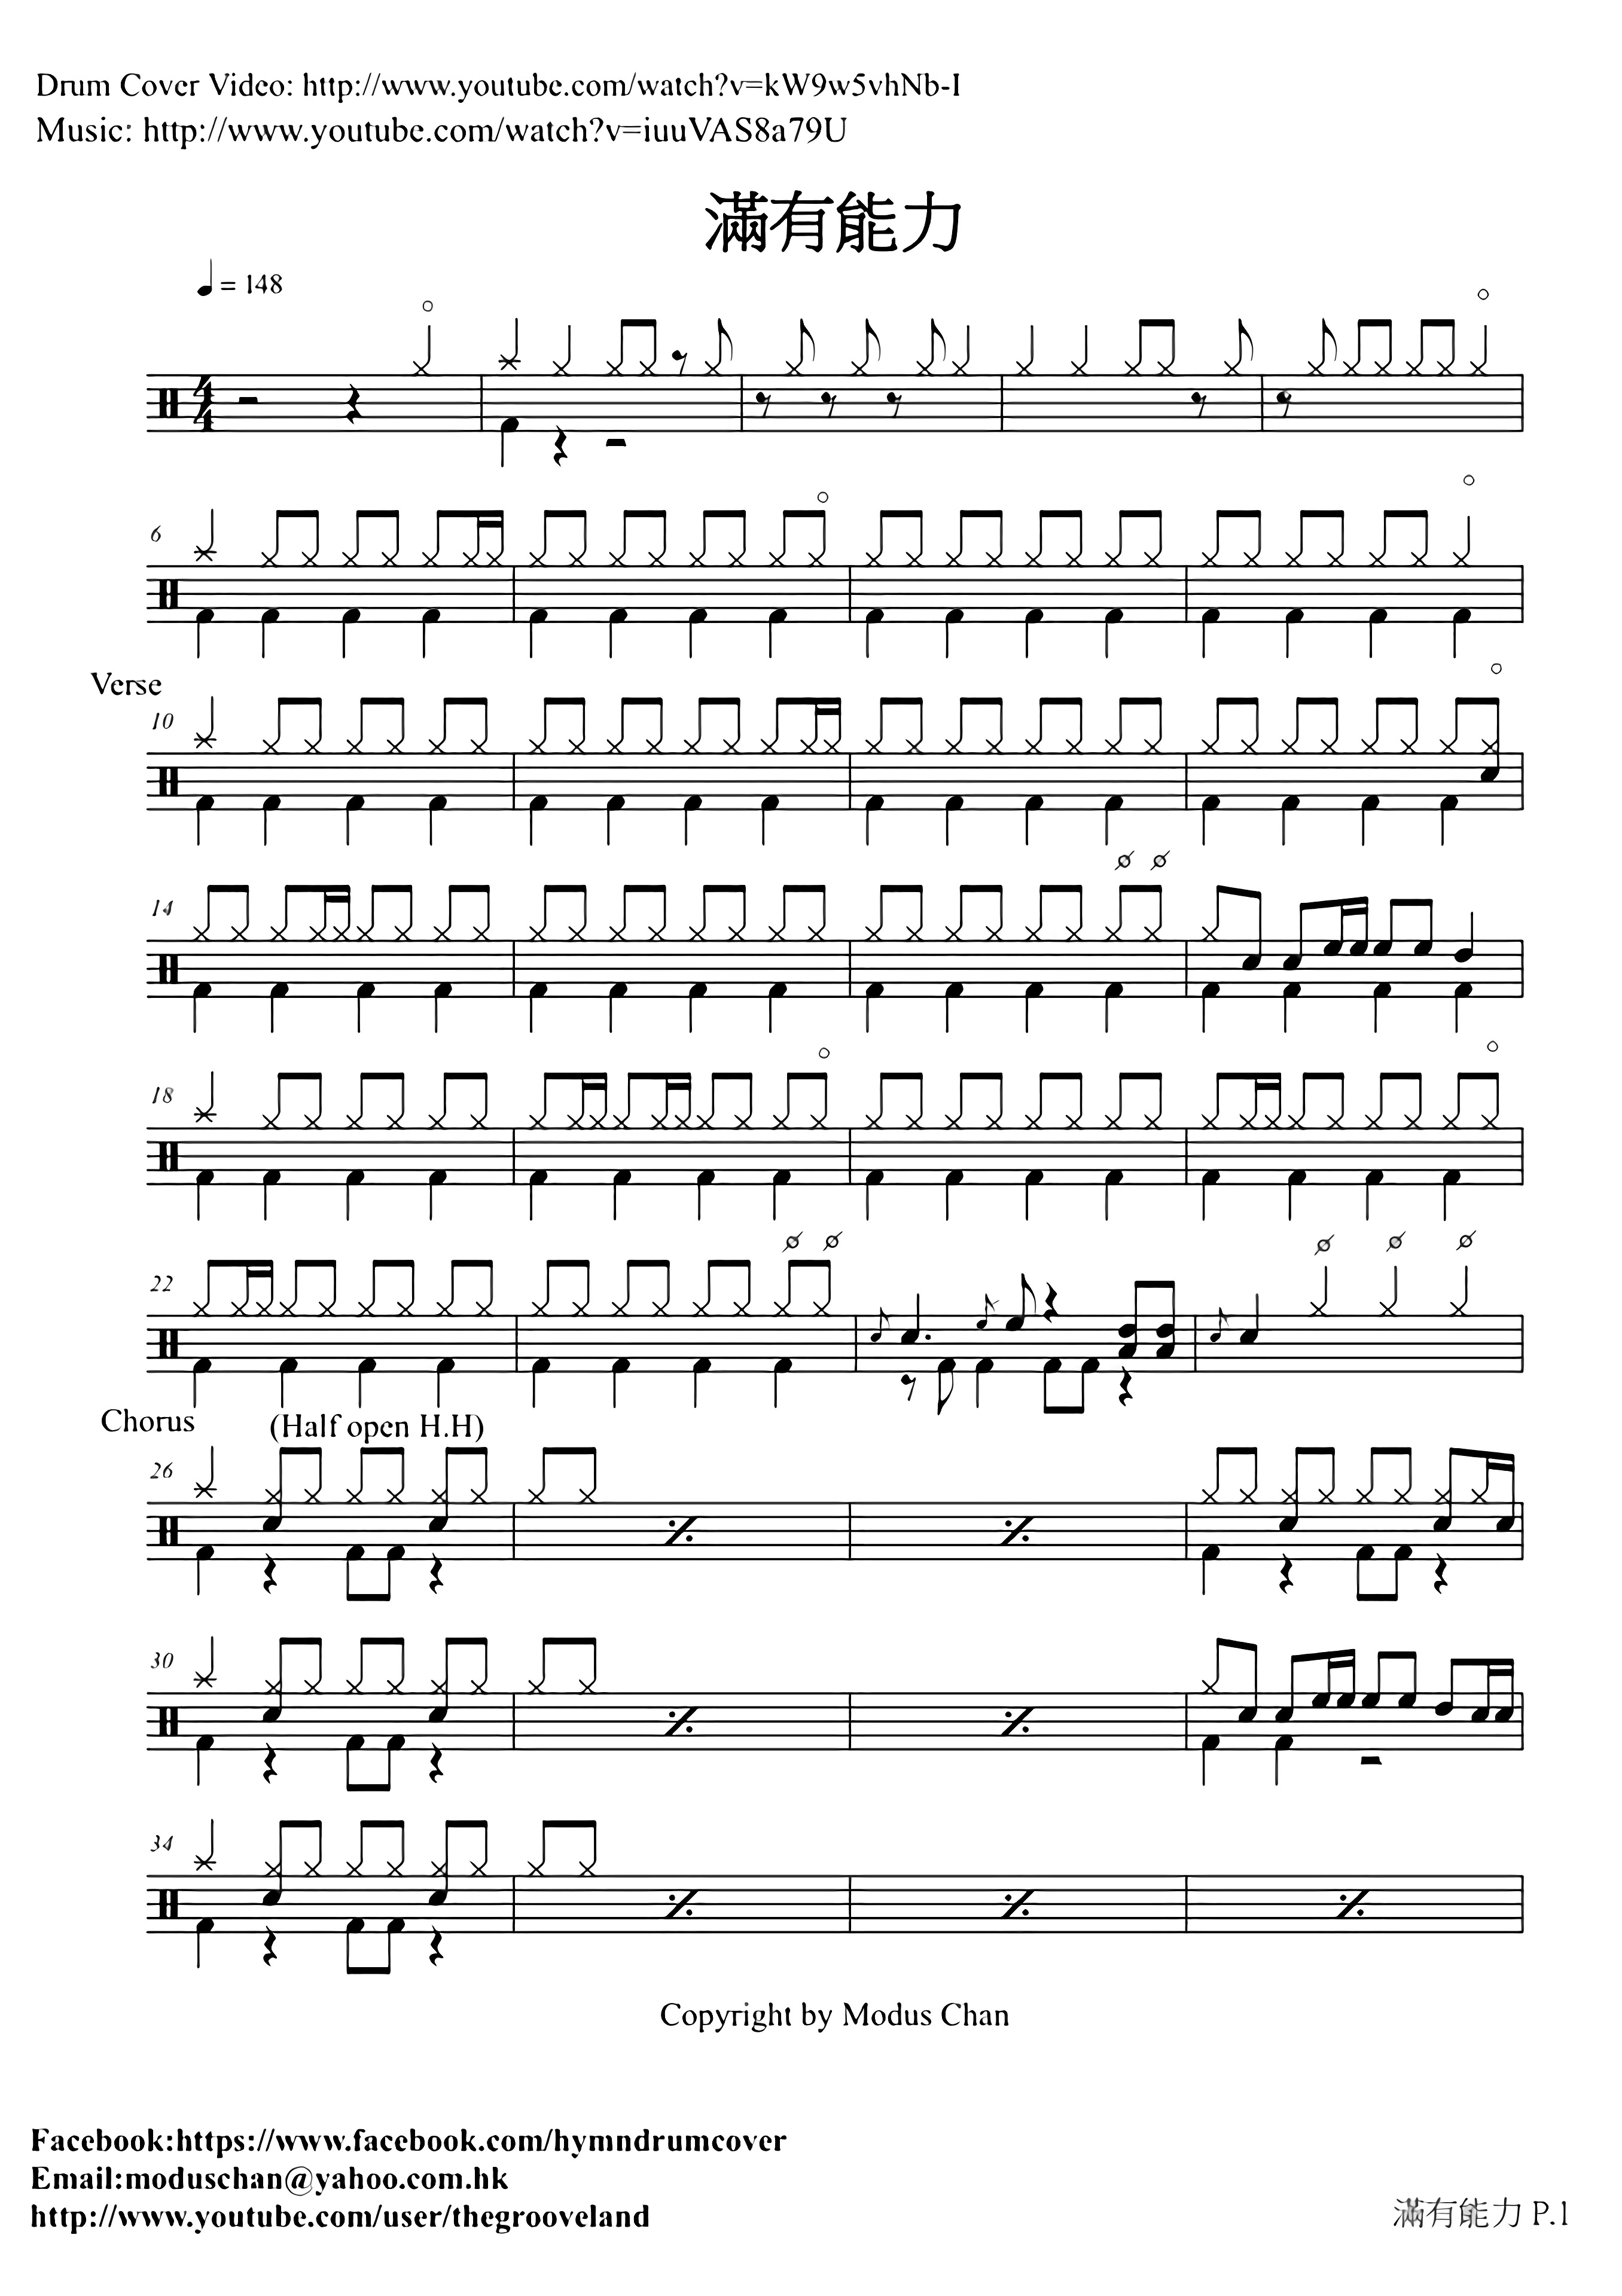 Drum Cover Video: http://www.youtube.com/watch?v=kW9w5vhNb-I
Music: http://www.youtube.com/watch?v=iuuVAS8a79U
滿有能力
= 148
4
4
6
Verse
10
14
18
22
Chorus (Half open H.H)
26
30
34
Copyright by Modus Chan
Facebook:https://www.facebook.com/hymndrumcover
Email:moduschan@yahoo.com.hk
http://www.youtube.com/user/thegrooveland
滿有能力 P.1